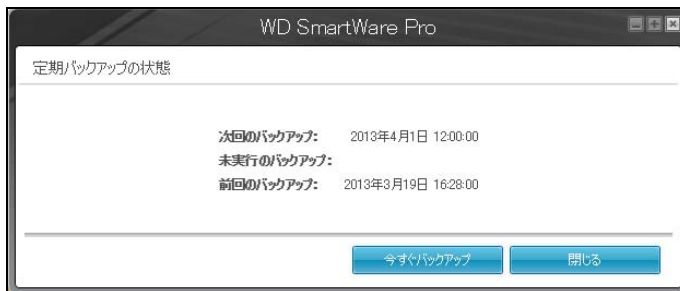 WD SmartWare Pro
定期バックアップの状態
次回のバックアップ: 2013年4月1日 12:00:00
未実行のバックアップ:
前回のバックアップ: 2013年3月19日 16:28:00
今すぐバックアップ 閉じる